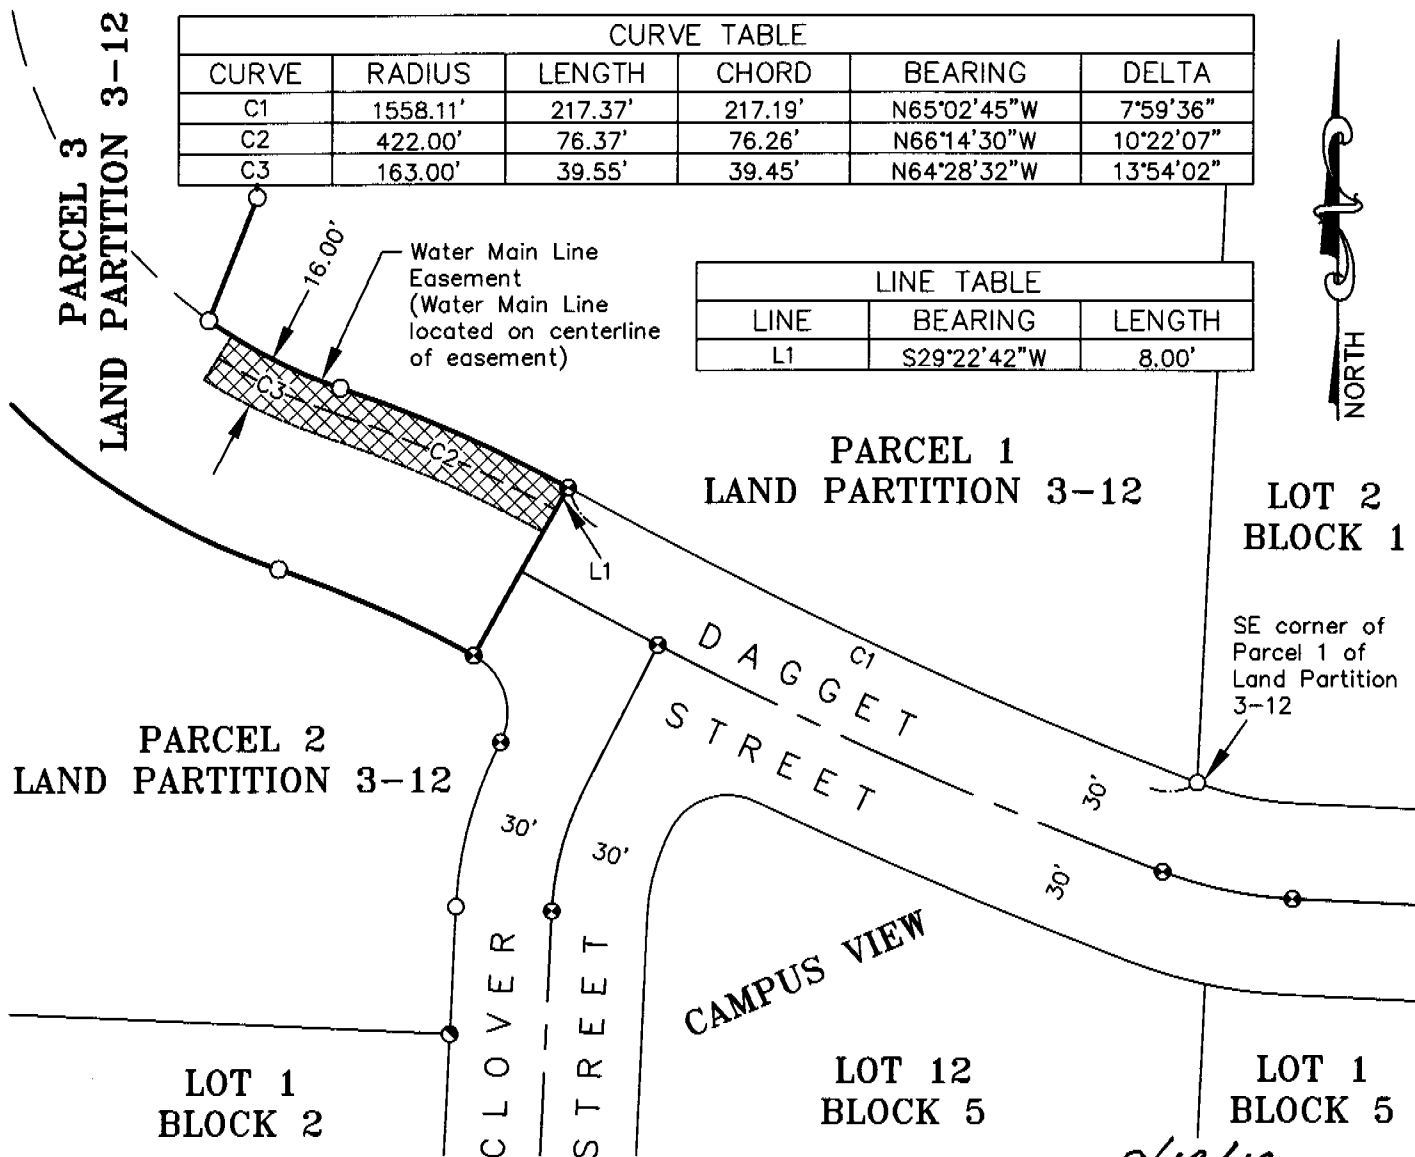 PARCEL 3
LAND PARTITION 3-12
CURVE TABLE
CURVE RADIUS LENGTH CHORD BEARING DELTA
C1 1558.11' 217.37' 217.19' N65°02'45"W 7°59'36"
C2 422.00' 76.37' 76.26' N66°14'30"W 10°22'07"
C3 163.00' 39.55' 39.45' N64°28'32"W 13°54'02"
16.00'
Water Main Line
Easement
(Water Main Line
located on centerline
of easement)
LINE TABLE
LINE BEARING LENGTH
L1 S29°22'42"W 8.00'
NORTH
C3
C2
L1
PARCEL 1
LAND PARTITION 3-12
LOT 2
BLOCK 1
SE corner of
Parcel 1 of
Land Partition
3-12
C1
DAGGET
STREET
30'
30'
PARCEL 2
LAND PARTITION 3-12
30'
30'
CLOVER
STREET
CAMPUS VIEW
LOT 1
BLOCK 2
LOT 12
BLOCK 5
LOT 1
BLOCK 5